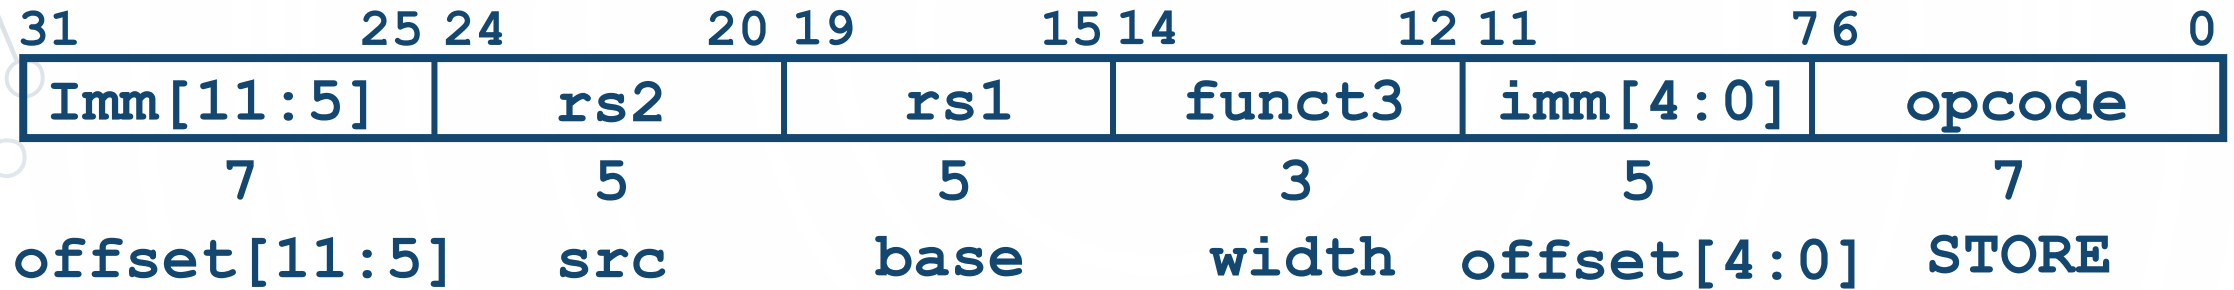 31 25 24 20 19 15 14 12 11 7 6 0
Imm[11:5] rs2 rs1 funct3 imm[4:0] opcode
7 5 5 3 5 7
offset[11:5] src base width offset[4:0] STORE